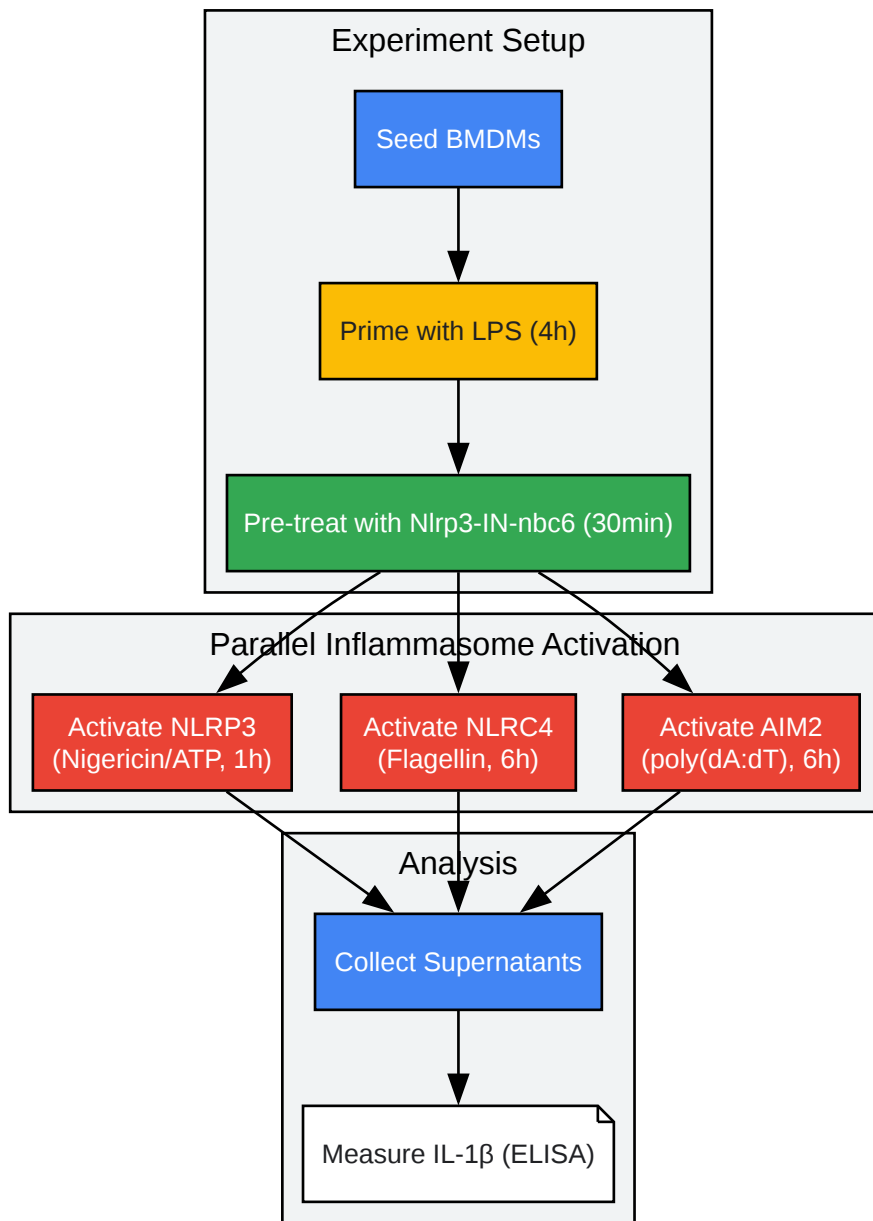 Experiment Setup
Seed BMDMs
Prime with LPS (4h)
Pre-treat with Nlrp3-IN-nbc6 (30min)
Parallel Inflammasome Activation
Activate NLRP3
(Nigericin/ATP, 1h)
Activate NLRC4
(Flagellin, 6h)
Activate AIM2
(poly(dA:dT), 6h)
Analysis
Collect Supernatants
Measure IL-1β (ELISA)